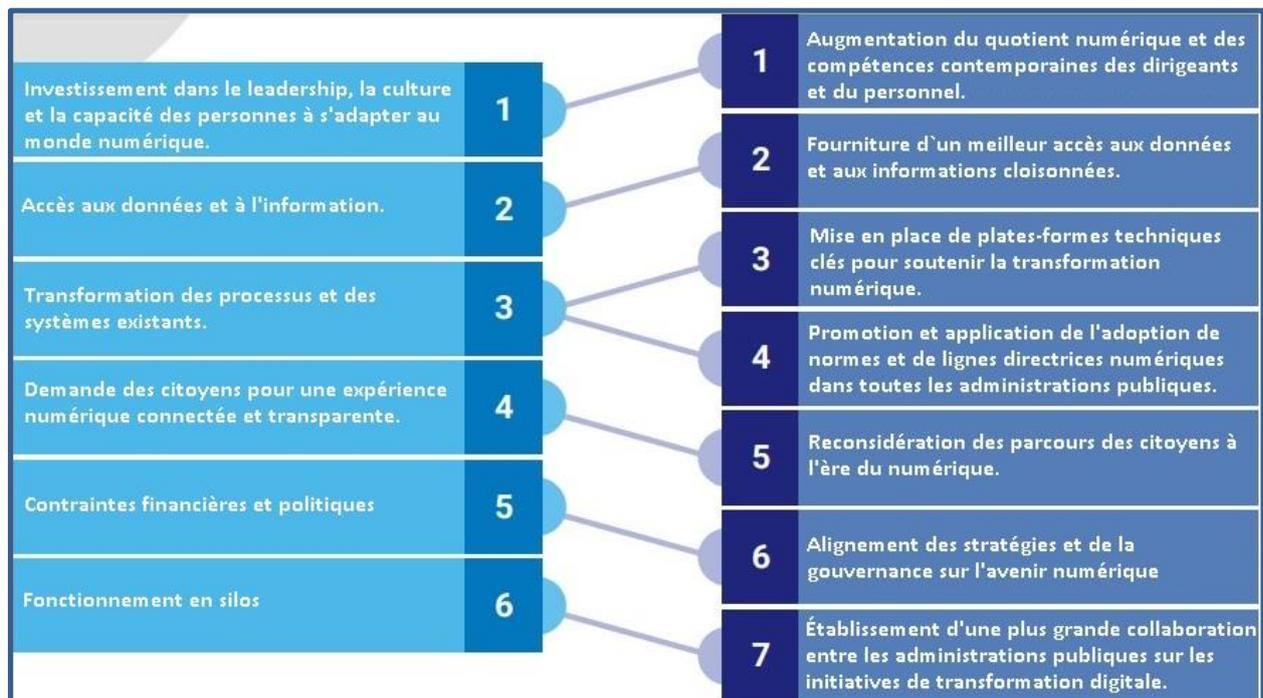 Investissement dans le leadership, la culture
et la capacité des personnes à s'adapter au
monde numérique.
1
Accès aux données et à l'information.
2
Transformation des processus et des
systèmes existants.
3
Demande des citoyens pour une expérience
numérique connectée et transparente.
4
Contraintes financières et politiques
5
Fonctionnement en silos
6
1
Augmentation du quotient numérique et des
compétences contemporaines des dirigeants
et du personnel.
2
Fourniture d`un meilleur accès aux données
et aux informations cloisonnées.
3
Mise en place de plates-formes techniques
clés pour soutenir la transformation
numérique.
4
Promotion et application de l'adoption de
normes et de lignes directrices numériques
dans toutes les administrations publiques.
5
Reconsidération des parcours des citoyens à
l'ère du numérique.
6
Alignement des stratégies et de la
gouvernance sur l'avenir numérique
7
Établissement d'une plus grande collaboration
entre les administrations publiques sur les
initiatives de transformation digitale.